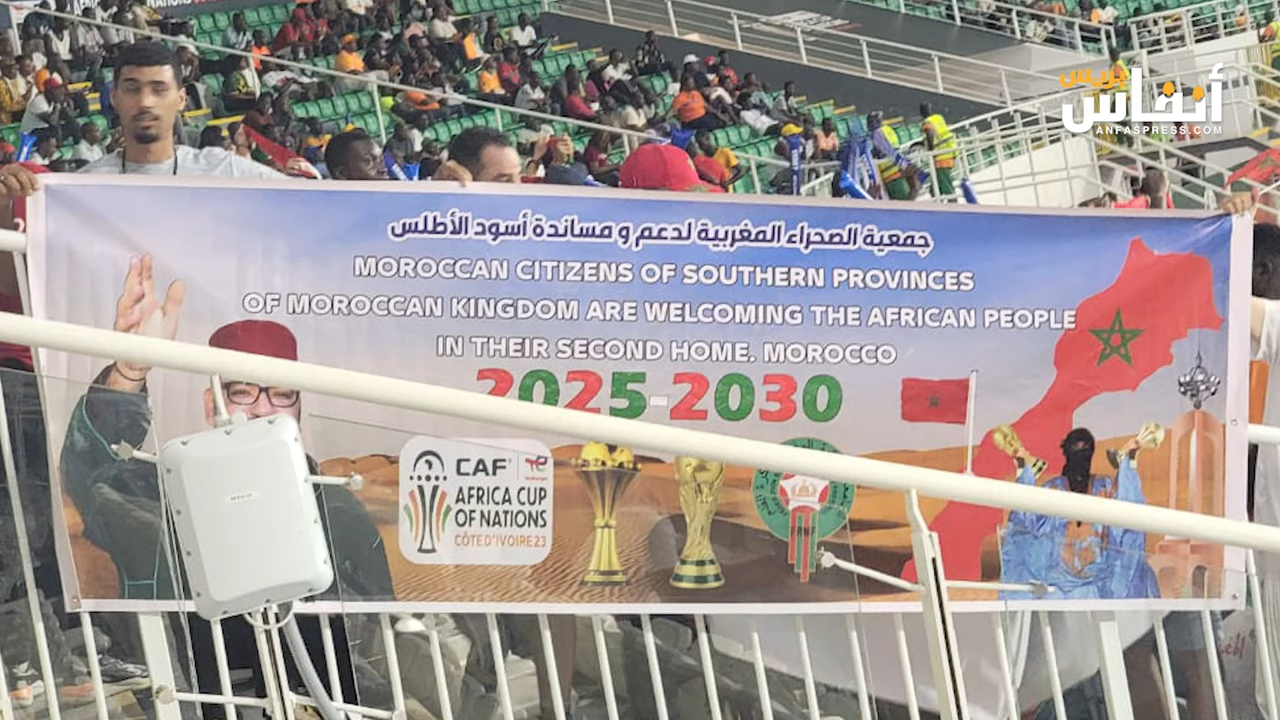 أنفاس بريس
ANFASPRESS.COM
جمعية الصحراء المغربية لدعم و مساندة أسود الأطلس
MOROCCAN CITIZENS OF SOUTHERN PROVINCES
OF MOROCCAN KINGDOM ARE WELCOMING THE AFRICAN PEOPLE
IN THEIR SECOND HOME. MOROCCO
2025-2030
CAF
AFRICA CUP
OF NATIONS
CÔTE D'IVOIRE 23
FRMF